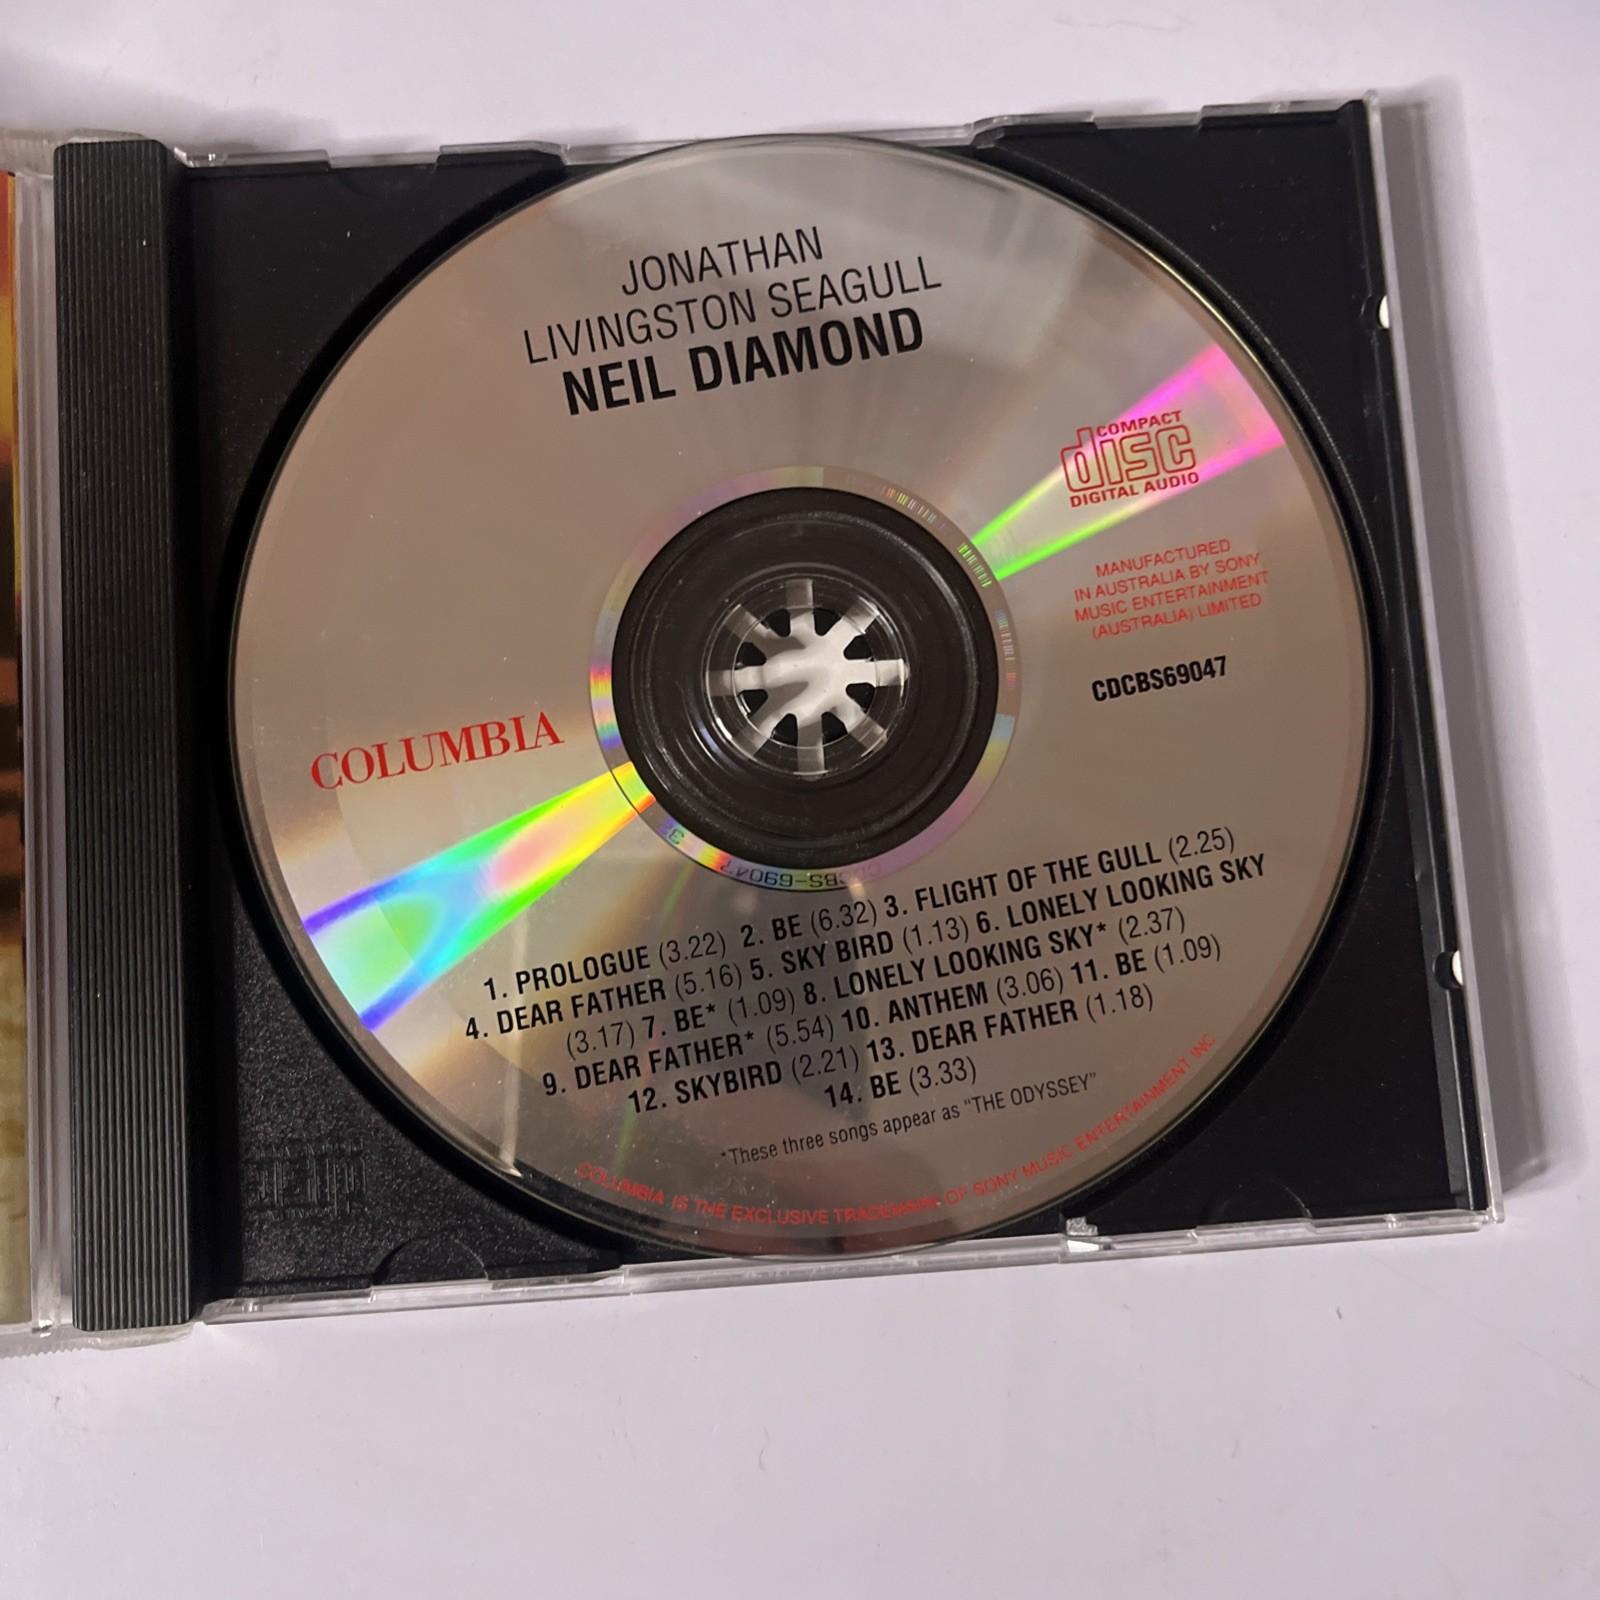 JONATHAN
LIVINGSTON SEAGULL
NEIL DIAMOND
COMPACT
disc
DIGITAL AUDIO
MANUFACTURED
IN AUSTRALIA BY SONY
MUSIC ENTERTAINMENT
(AUSTRALIA) LIMITED
CDCBS69047
COLUMBIA
1. PROLOGUE (3.22) 2. BE (6.32) 3. FLIGHT OF THE GULL (2.25)
4. DEAR FATHER (5.16) 5. SKY BIRD (1.13) 6. LONELY LOOKING SKY
(3.17) 7. BE* (1.09) 8. LONELY LOOKING SKY* (2.37)
9. DEAR FATHER* (5.54) 10. ANTHEM (3.06) 11. BE (1.09)
12. SKYBIRD (2.21) 13. DEAR FATHER (1.18)
14. BE (3.33)
*These three songs appear as "THE ODYSSEY"
COLUMBIA IS THE EXCLUSIVE TRADEMARK OF SONY MUSIC ENTERTAINMENT INC